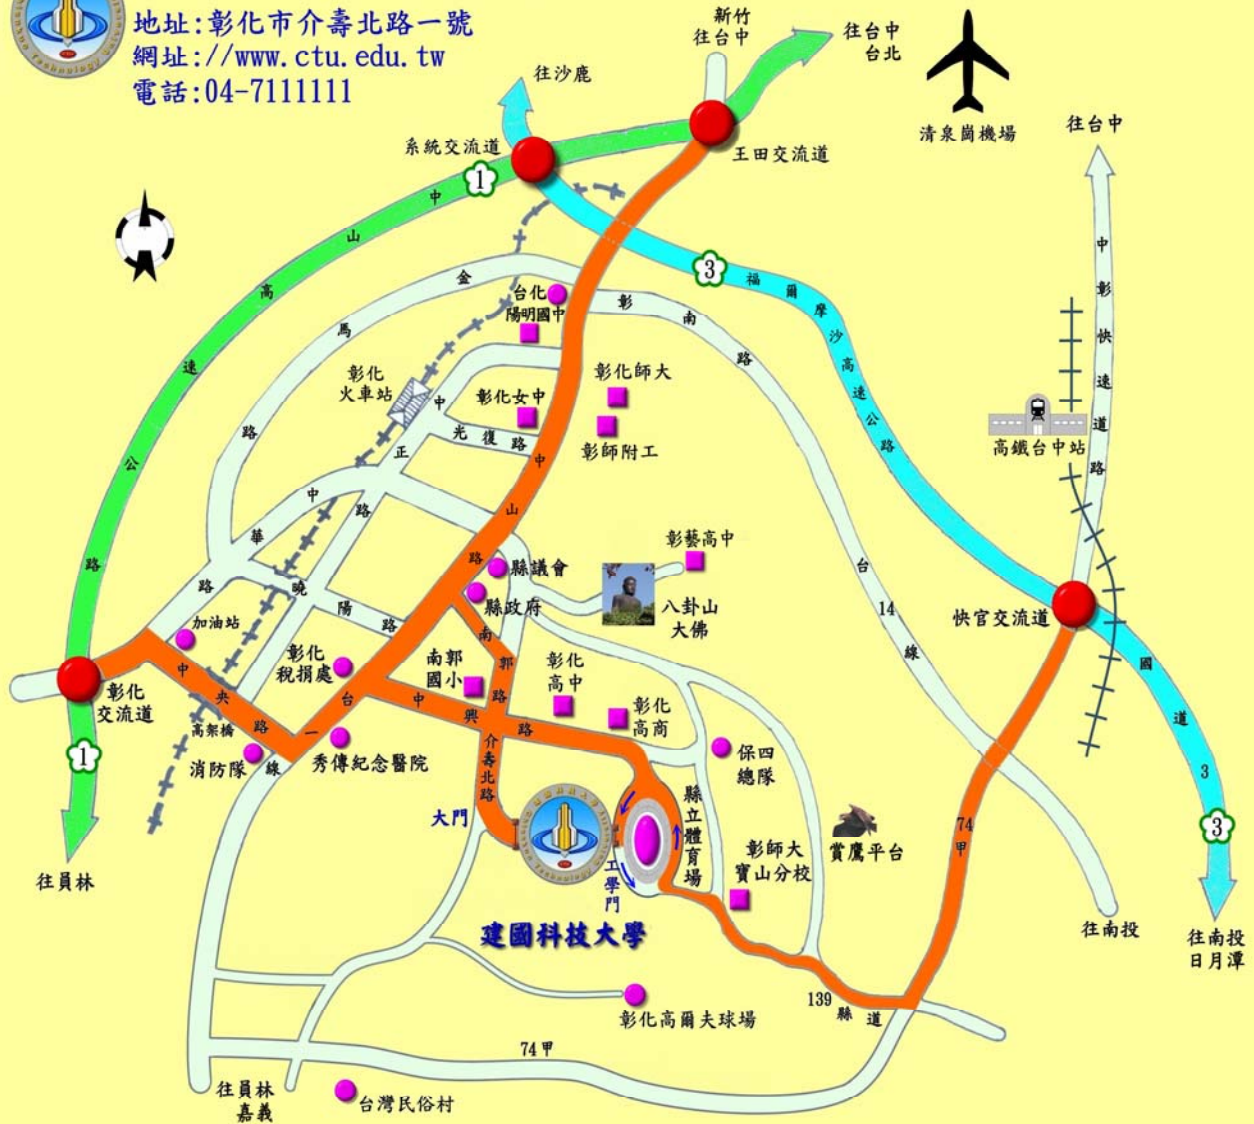 地址:彰化市介壽北路一號
網址://www.ctu.edu.tw
電話:04-7111111
新竹
往台中
往台中
台北
往沙鹿
清泉崗機場
往台中
系統交流道
王田交流道
1
中山高速公路
3
福爾摩沙高速公路
金馬路
彰南路
台化
陽明國中
中彰快速道路
彰化
火車站
彰化師大
彰化女中
中正路
光復路
彰師附工
高鐵台中站
中山路
中華路
曉陽路
縣議會
彰藝高中
縣政府
八卦山
大佛
台14線
快官交流道
加油站
彰化
稅捐處
南郭
國小
南郭路
彰化
高中
彰化
高商
彰化
交流道
中央路
高架橋
消防隊
台一線
秀傳紀念醫院
中興路
介壽北路
保四
總隊
國道3
1
3
大門
縣立體育場
工學門
彰師大
寶山分校
賞鷹平台
74甲
往員林
建國科技大學
往南投
往南投
日月潭
139縣道
彰化高爾夫球場
74甲
往員林
嘉義
台灣民俗村